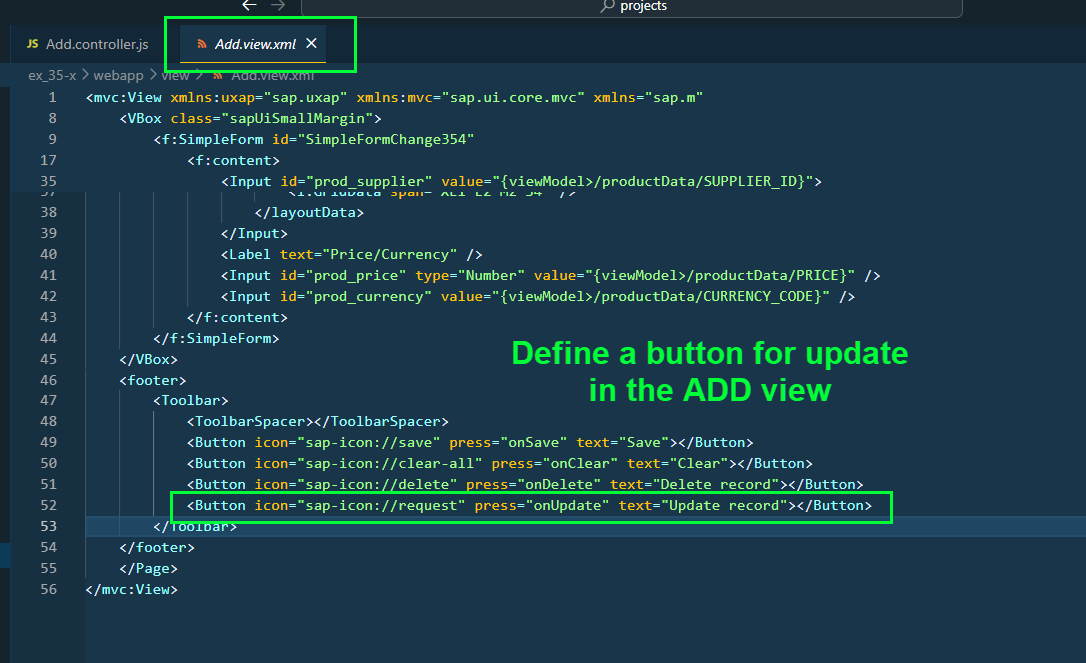 projects
JS Add.controller.js
Add.view.xml
ex_35-x > webapp > view > Add.view.xml
1 <mvc:View xmlns:uxap="sap.uxap" xmlns:mvc="sap.ui.core.mvc" xmlns="sap.m"
8 <VBox class="sapUiSmallMargin">
9 <f:SimpleForm id="SimpleFormChange354"
17 <f:content>
35 <Input id="prod_supplier" value="{viewModel>/productData/SUPPLIER_ID}">
38 </layoutData>
39 </Input>
40 <Label text="Price/Currency" />
41 <Input id="prod_price" type="Number" value="{viewModel>/productData/PRICE}" />
42 <Input id="prod_currency" value="{viewModel>/productData/CURRENCY_CODE}" />
43 </f:content>
44 </f:SimpleForm>
45 </VBox>
46 <footer>
47 <Toolbar>
48 <ToolbarSpacer></ToolbarSpacer>
49 <Button icon="sap-icon://save" press="onSave" text="Save"></Button>
50 <Button icon="sap-icon://clear-all" press="onClear" text="Clear"></Button>
51 <Button icon="sap-icon://delete" press="onDelete" text="Delete record"></Button>
52 <Button icon="sap-icon://request" press="onUpdate" text="Update record"></Button>
53 </Toolbar>
54 </footer>
55 </Page>
56 </mvc:View>
Define a button for update
in the ADD view